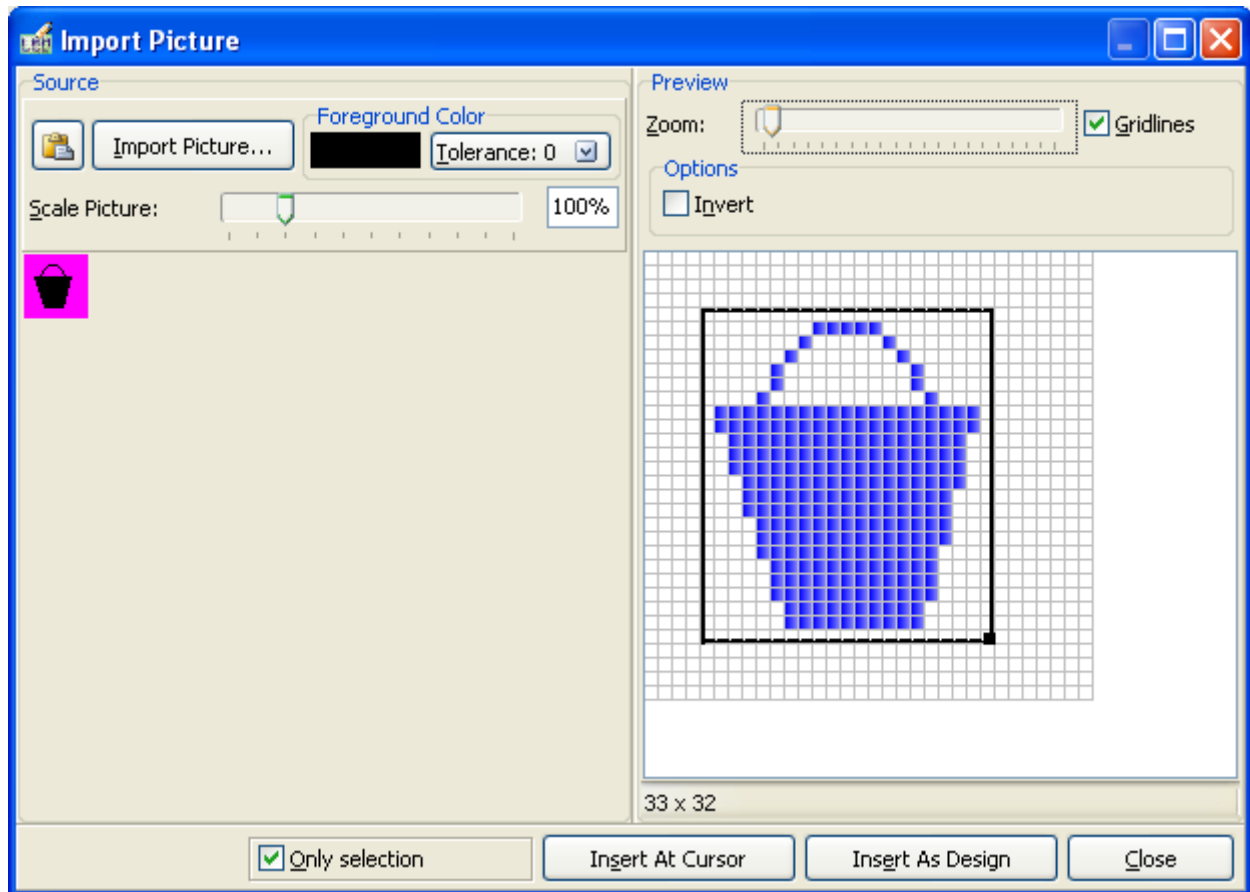 Import Picture
Source
Foreground Color
Import Picture...
Tolerance: 0
Scale Picture:
100%
Preview
Zoom:
Gridlines
Options
Invert
33 x 32
Only selection
Insert At Cursor
Insert As Design
Close